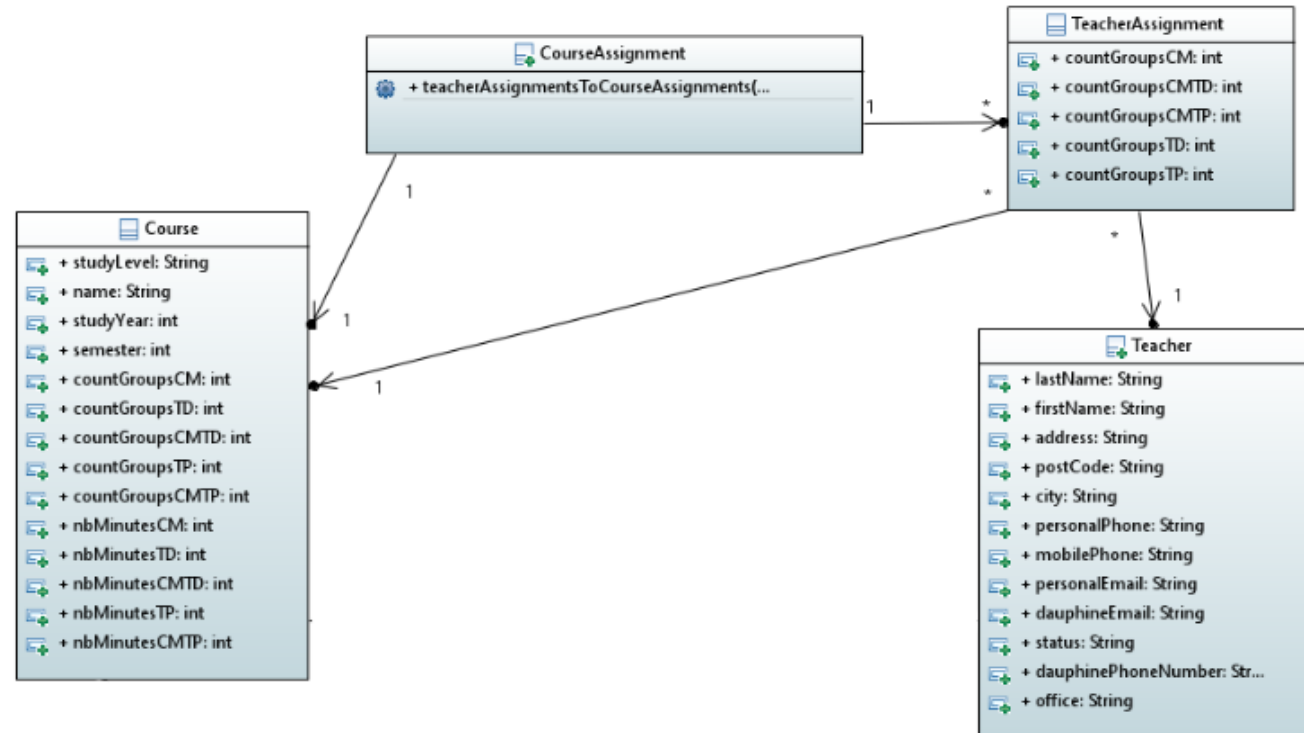 CourseAssignment
+ teacherAssignmentsToCourseAssignments(...
1
*
1
1
TeacherAssignment
+ countGroupsCM: int
+ countGroupsCMTD: int
+ countGroupsCMTP: int
+ countGroupsTD: int
+ countGroupsTP: int
*
1
*
1
Course
+ studyLevel: String
+ name: String
+ studyYear: int
+ semester: int
+ countGroupsCM: int
+ countGroupsTD: int
+ countGroupsCMTD: int
+ countGroupsTP: int
+ countGroupsCMTP: int
+ nbMinutesCM: int
+ nbMinutesTD: int
+ nbMinutesCMTD: int
+ nbMinutesTP: int
+ nbMinutesCMTP: int
Teacher
+ lastName: String
+ firstName: String
+ address: String
+ postCode: String
+ city: String
+ personalPhone: String
+ mobilePhone: String
+ personalEmail: String
+ dauphineEmail: String
+ status: String
+ dauphinePhoneNumber: Str...
+ office: String